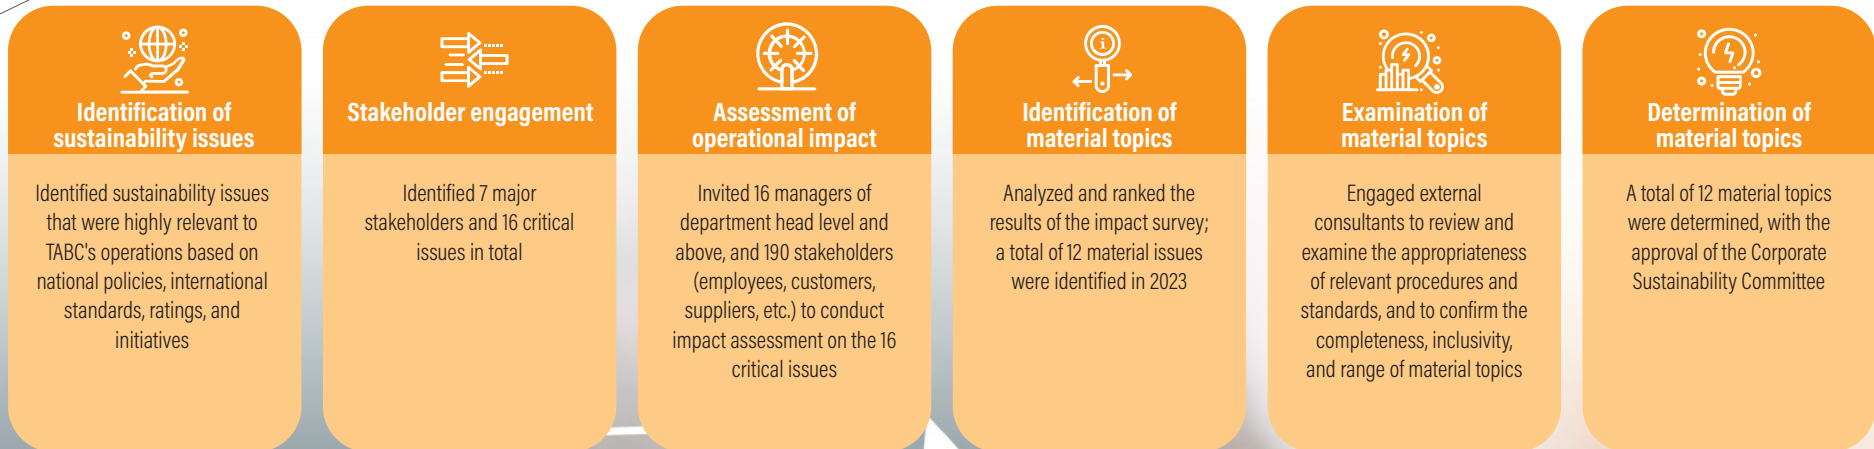 Identification of
sustainability issues
Identified sustainability issues
that were highly relevant to
TABC's operations based on
national policies, international
standards, ratings, and
initiatives
Stakeholder engagement
Identified 7 major
stakeholders and 16 critical
issues in total
Assessment of
operational impact
Invited 16 managers of
department head level and
above, and 190 stakeholders
(employees, customers,
suppliers, etc.) to conduct
impact assessment on the 16
critical issues
Identification of
material topics
Analyzed and ranked the
results of the impact survey;
a total of 12 material issues
were identified in 2023
Examination of
material topics
Engaged external
consultants to review and
examine the appropriateness
of relevant procedures and
standards, and to confirm the
completeness, inclusivity,
and range of material topics
Determination of
material topics
A total of 12 material topics
were determined, with the
approval of the Corporate
Sustainability Committee